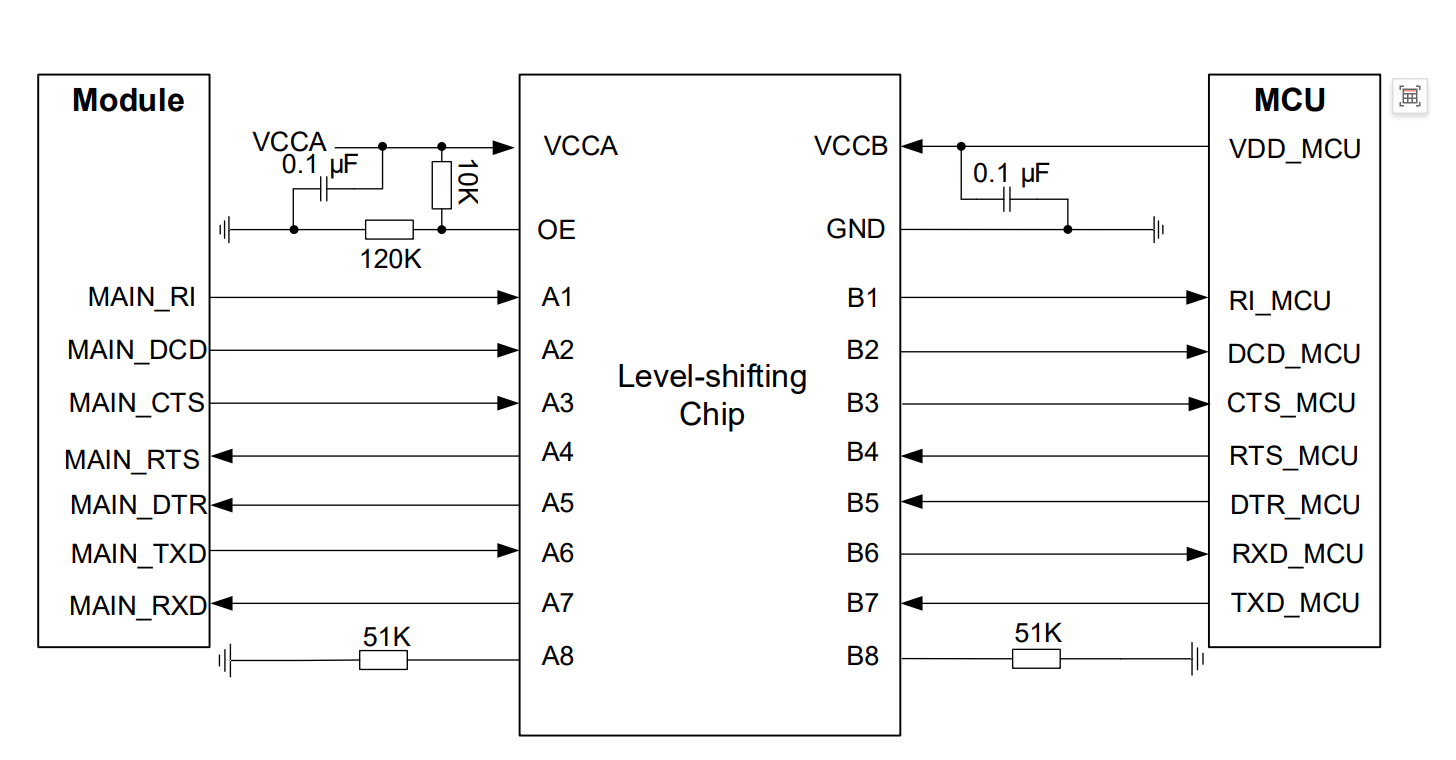 Module
MCU
VCCA
VCCA
VCCB
VDD_MCU
0.1 µF
10K
0.1 µF
OE
GND
120K
MAIN_RI
A1
B1
RI_MCU
MAIN_DCD
A2
B2
DCD_MCU
Level-shifting
Chip
MAIN_CTS
A3
B3
CTS_MCU
MAIN_RTS
A4
B4
RTS_MCU
MAIN_DTR
A5
B5
DTR_MCU
MAIN_TXD
A6
B6
RXD_MCU
MAIN_RXD
A7
B7
TXD_MCU
51K
A8
B8
51K